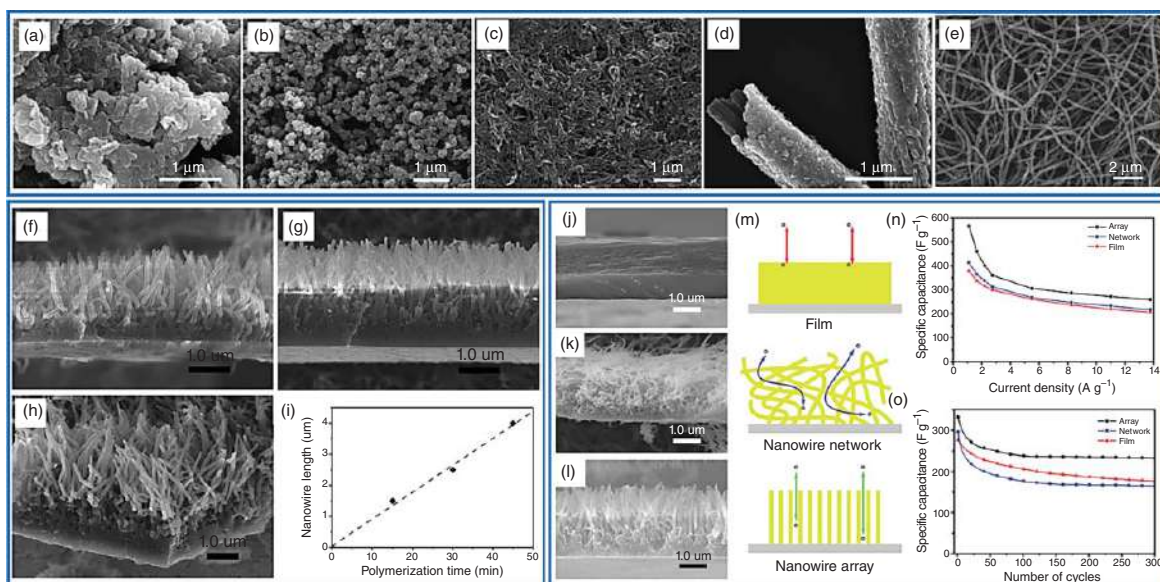 (a)
1 μm
(b)
1 μm
(c)
1 μm
(d)
1 μm
(e)
2 μm
(f)
1.0 um
(g)
1.0 um
(h)
1.0 um
(i)
Nanowire length (um)
4
3
2
1
0
0 10 20 30 40 50
Polymerization time (min)
(j)
1.0 um
(k)
1.0 um
(l)
1.0 um
(m)
Film
Nanowire network
Nanowire array
(n)
Specific capacitance (F g⁻¹)
600
500
400
300
200
100
0
Array
Network
Film
0 2 4 6 8 10 12 14
Current density (A g⁻¹)
(o)
Specific capacitance (F g⁻¹)
300
200
100
0
Array
Network
Film
0 50 100 150 200 250 300
Number of cycles